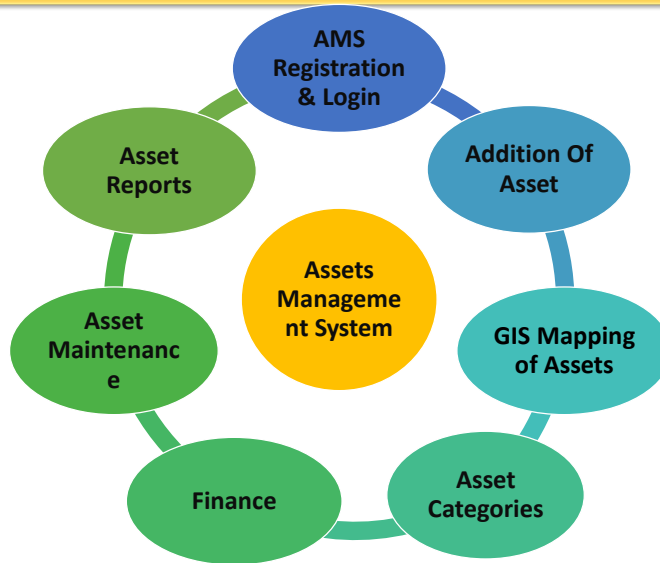 AMS
Registration
& Login
Addition Of
Asset
GIS Mapping
of Assets
Asset
Categories
Finance
Asset
Maintenanc
e
Asset
Reports
Assets
Manageme
nt System